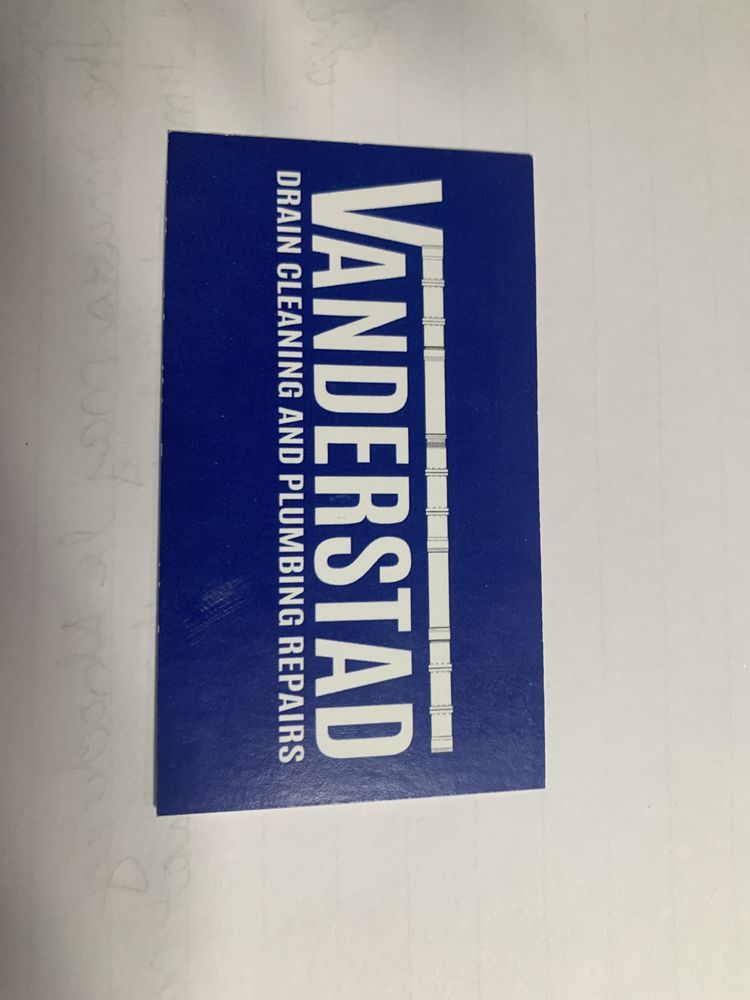 VANDERSTAD
DRAIN CLEANING AND PLUMBING REPAIRS